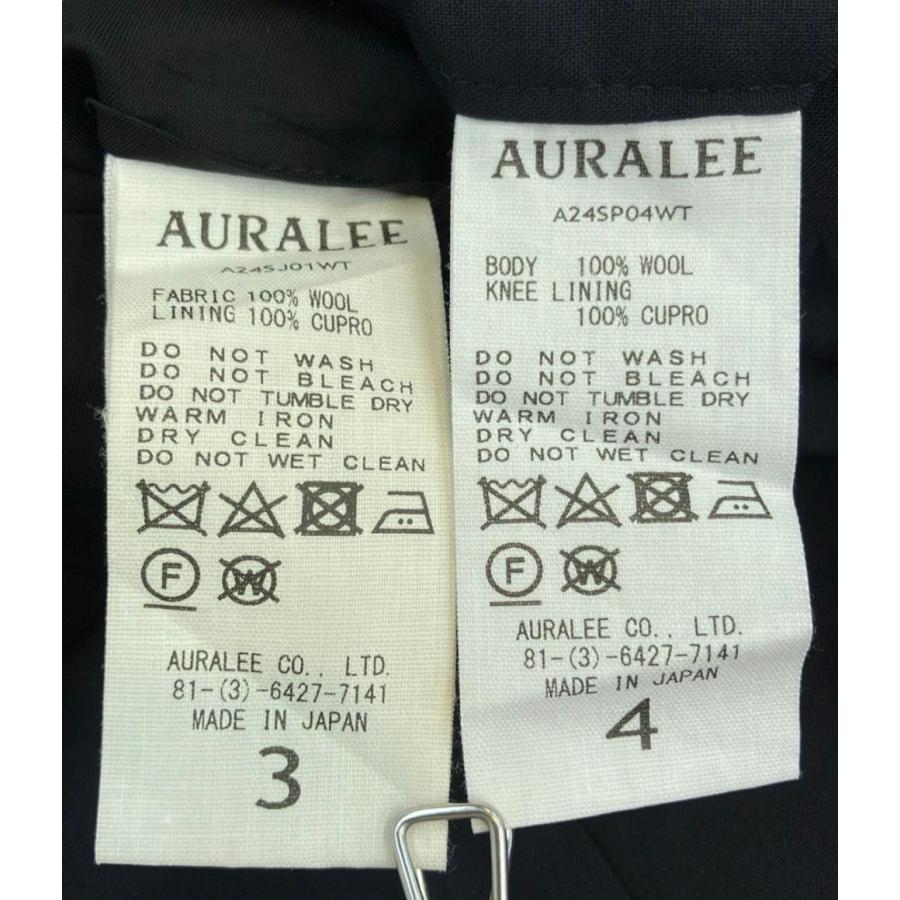 AURALEE
A24SJ01WT
FABRIC 100% WOOL
LINING 100% CUPRO
DO NOT WASH
DO NOT BLEACH
DO NOT TUMBLE DRY
WARM IRON
DRY CLEAN
DO NOT WET CLEAN
F
W
AURALEE CO., LTD.
81-(3)-6427-7141
MADE IN JAPAN
3
AURALEE
A24SP04WT
BODY 100% WOOL
KNEE LINING
100% CUPRO
DO NOT WASH
DO NOT BLEACH
DO NOT TUMBLE DRY
WARM IRON
DRY CLEAN
DO NOT WET CLEAN
F
W
AURALEE CO., LTD.
81-(3)-6427-7141
MADE IN JAPAN
4